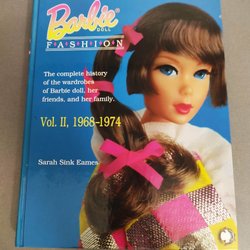 Barbie
DOLL
FASHION
The complete history
of the wardrobes
of Barbie doll, her
friends, and her family.
Vol. II, 1968-1974
Sarah Sink Eames